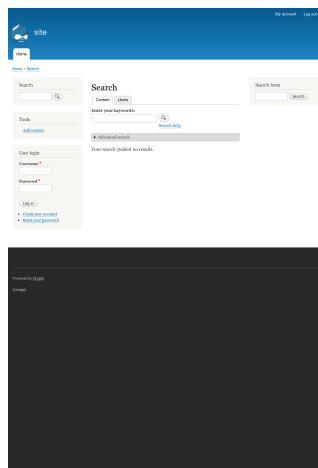 My account Log out
site
Home
Home » Search
Search
Tools
Add content
User login
Username *
Password *
Log in
Create new account
Reset your password
Search
Content Users
Enter your keywords:
Search help
▶ Advanced search
Your search yielded no results.
Search form
Search
Powered by Drupal
Contact